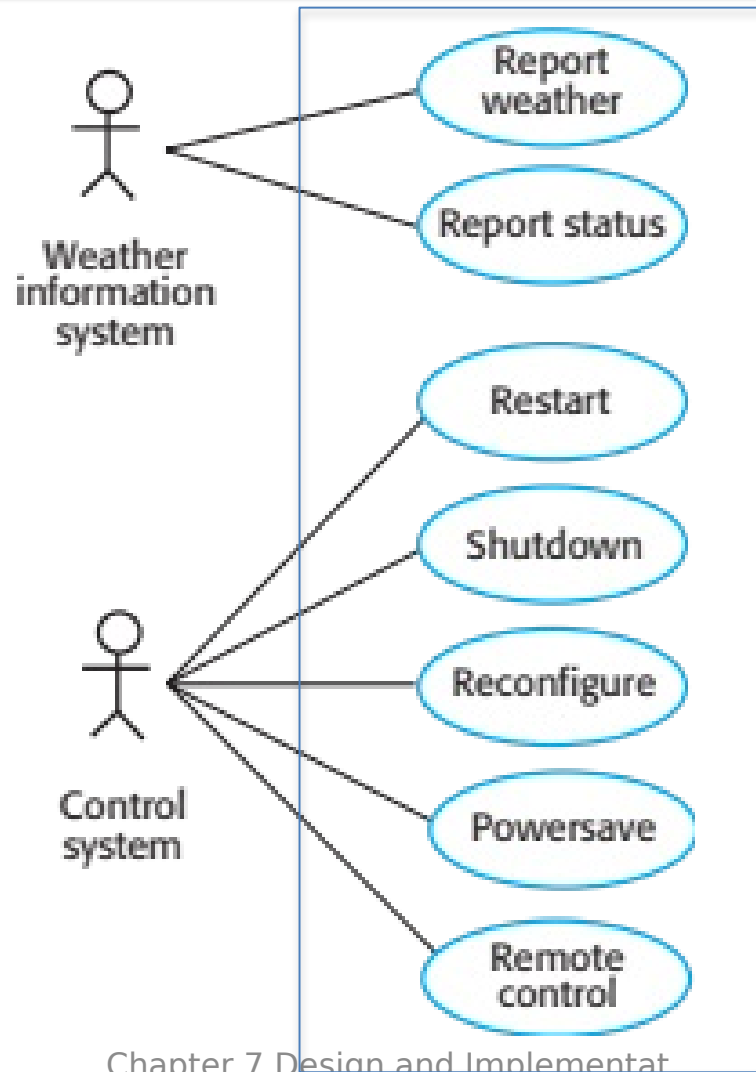 Report
weather
Report status
Weather
information
system
Restart
Shutdown
Reconfigure
Control
system
Powersave
Remote
control
Chapter 7 Design and Implementat